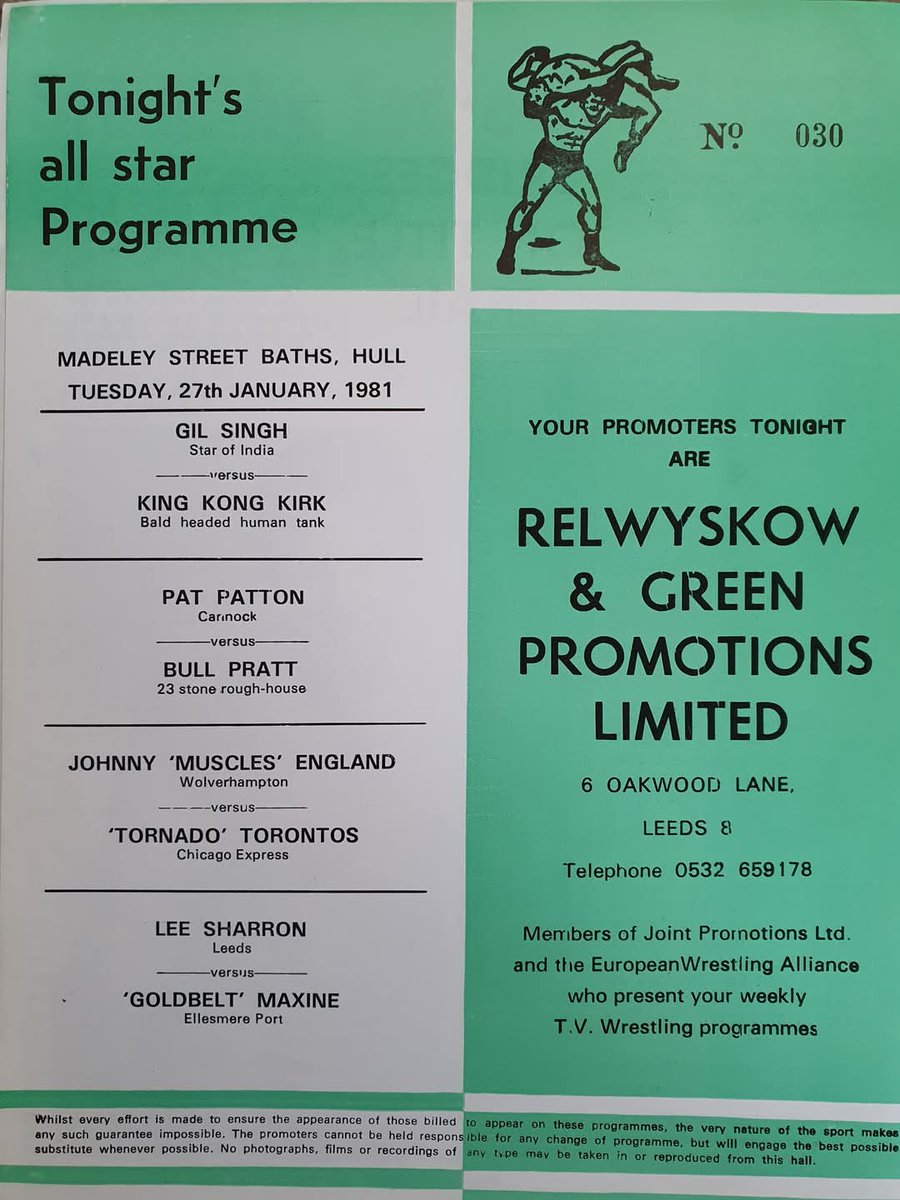 Tonight's
all star
Programme
Nº 030
MADELEY STREET BATHS, HULL
TUESDAY, 27th JANUARY, 1981
GIL SINGH
Star of India
versus
KING KONG KIRK
Bald headed human tank
PAT PATTON
Cannock
versus
BULL PRATT
23 stone rough-house
JOHNNY 'MUSCLES' ENGLAND
Wolverhampton
versus
'TORNADO' TORONTOS
Chicago Express
LEE SHARRON
Leeds
versus
'GOLDBELT' MAXINE
Ellesmere Port
YOUR PROMOTERS TONIGHT
ARE
RELWYSKOW
& GREEN
PROMOTIONS
LIMITED
6 OAKWOOD LANE,
LEEDS 8
Telephone 0532 659178
Members of Joint Promotions Ltd.
and the European Wrestling Alliance
who present your weekly
T.V. Wrestling programmes
Whilst every effort is made to ensure the appearance of those billed to appear on these programmes, the very nature of the sport makes
any such guarantee impossible. The promoters cannot be held responsible for any change of programme, but will engage the best possible
substitute whenever possible. No photographs, films or recordings of any type may be taken in or reproduced from this hall.